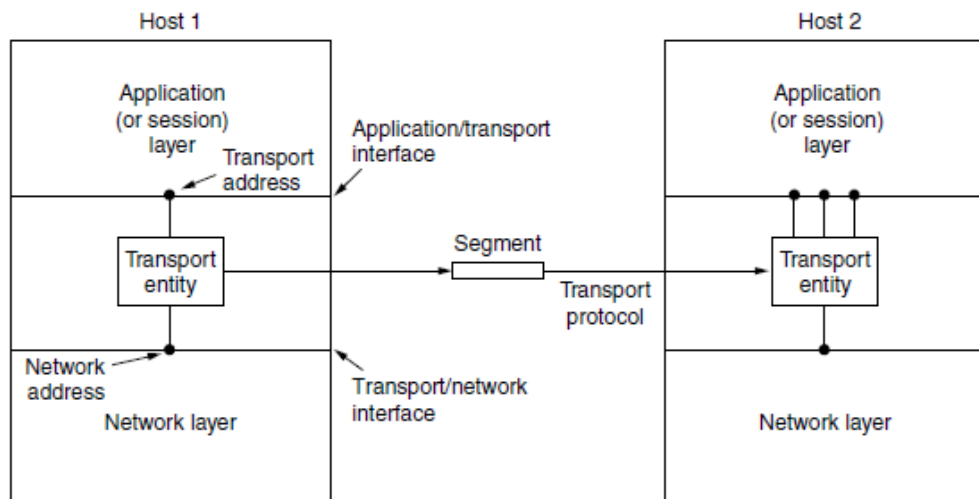 Host 1
Host 2
Application
(or session)
layer
Application/transport
interface
Transport
address
Application
(or session)
layer
Transport
entity
Segment
Transport
protocol
Transport
entity
Network
address
Transport/network
interface
Network layer
Network layer